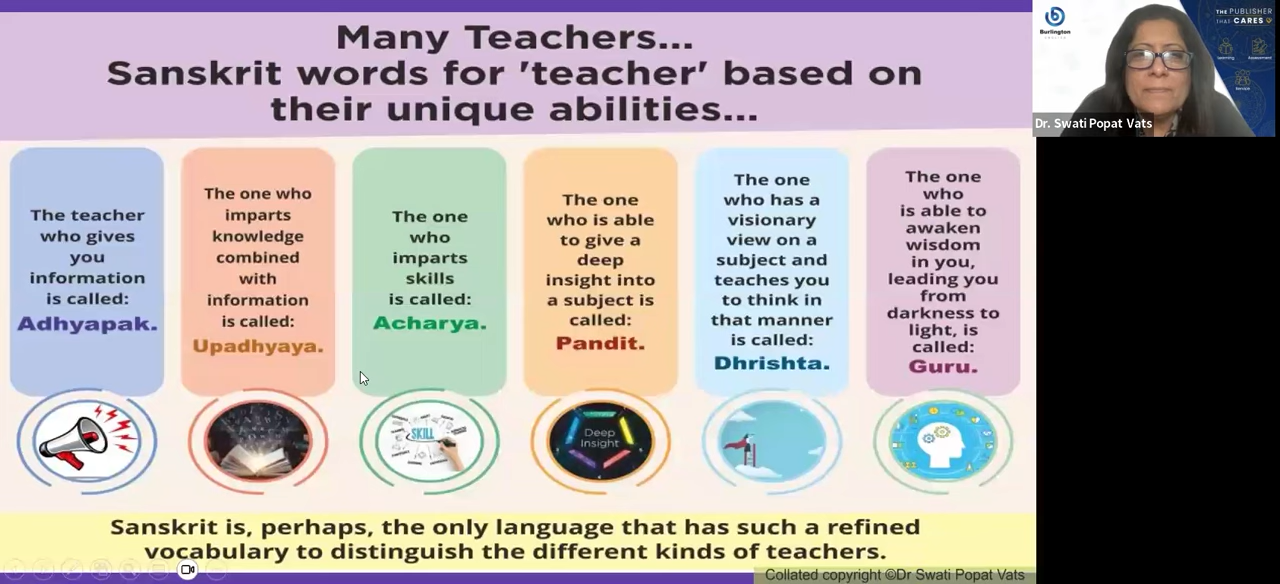 Many Teachers...
Sanskrit words for 'teacher' based on
their unique abilities...
The teacher
who gives
you
information
is called:
Adhyapak.
The one who
imparts
knowledge
combined
with
information
is called:
Upadhyaya.
The one
who
imparts
skills
is called:
Acharya.
The one
who is able
to give a
deep
insight into
a subject is
called:
Pandit.
The one
who has a
visionary
view on a
subject and
teaches you
to think in
that manner
is called:
Dhrishta.
The one
who
is able to
awaken
wisdom
in you,
leading you
from
darkness to
light, is
called:
Guru.
SKILL
Deep
Insight
Sanskrit is, perhaps, the only language that has such a refined
vocabulary to distinguish the different kinds of teachers.
Collated copyright ©Dr Swati Popat Vats
Burlington
THE PUBLISHER
THAT CARES
Learning
Assessment
Service
Dr. Swati Popat Vats